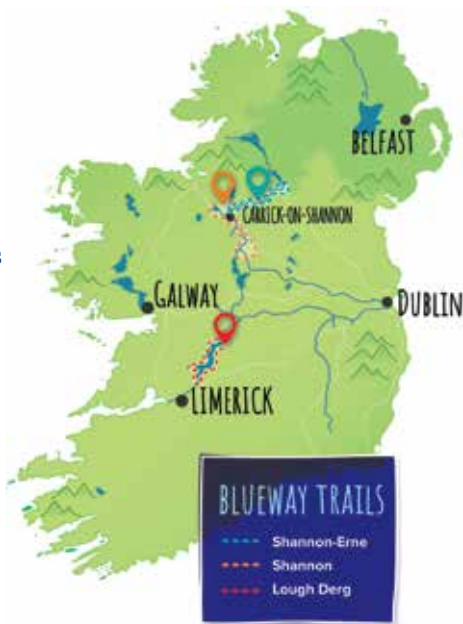 BELFAST
CARRICK-ON-SHANNON
GALWAY
DUBLIN
LIMERICK
BLUEWAY TRAILS
Shannon-Erne
Shannon
Lough Derg